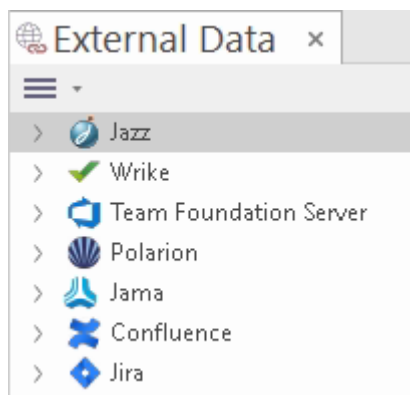 External Data
Jazz
Wrike
Team Foundation Server
Polarion
Jama
Confluence
Jira